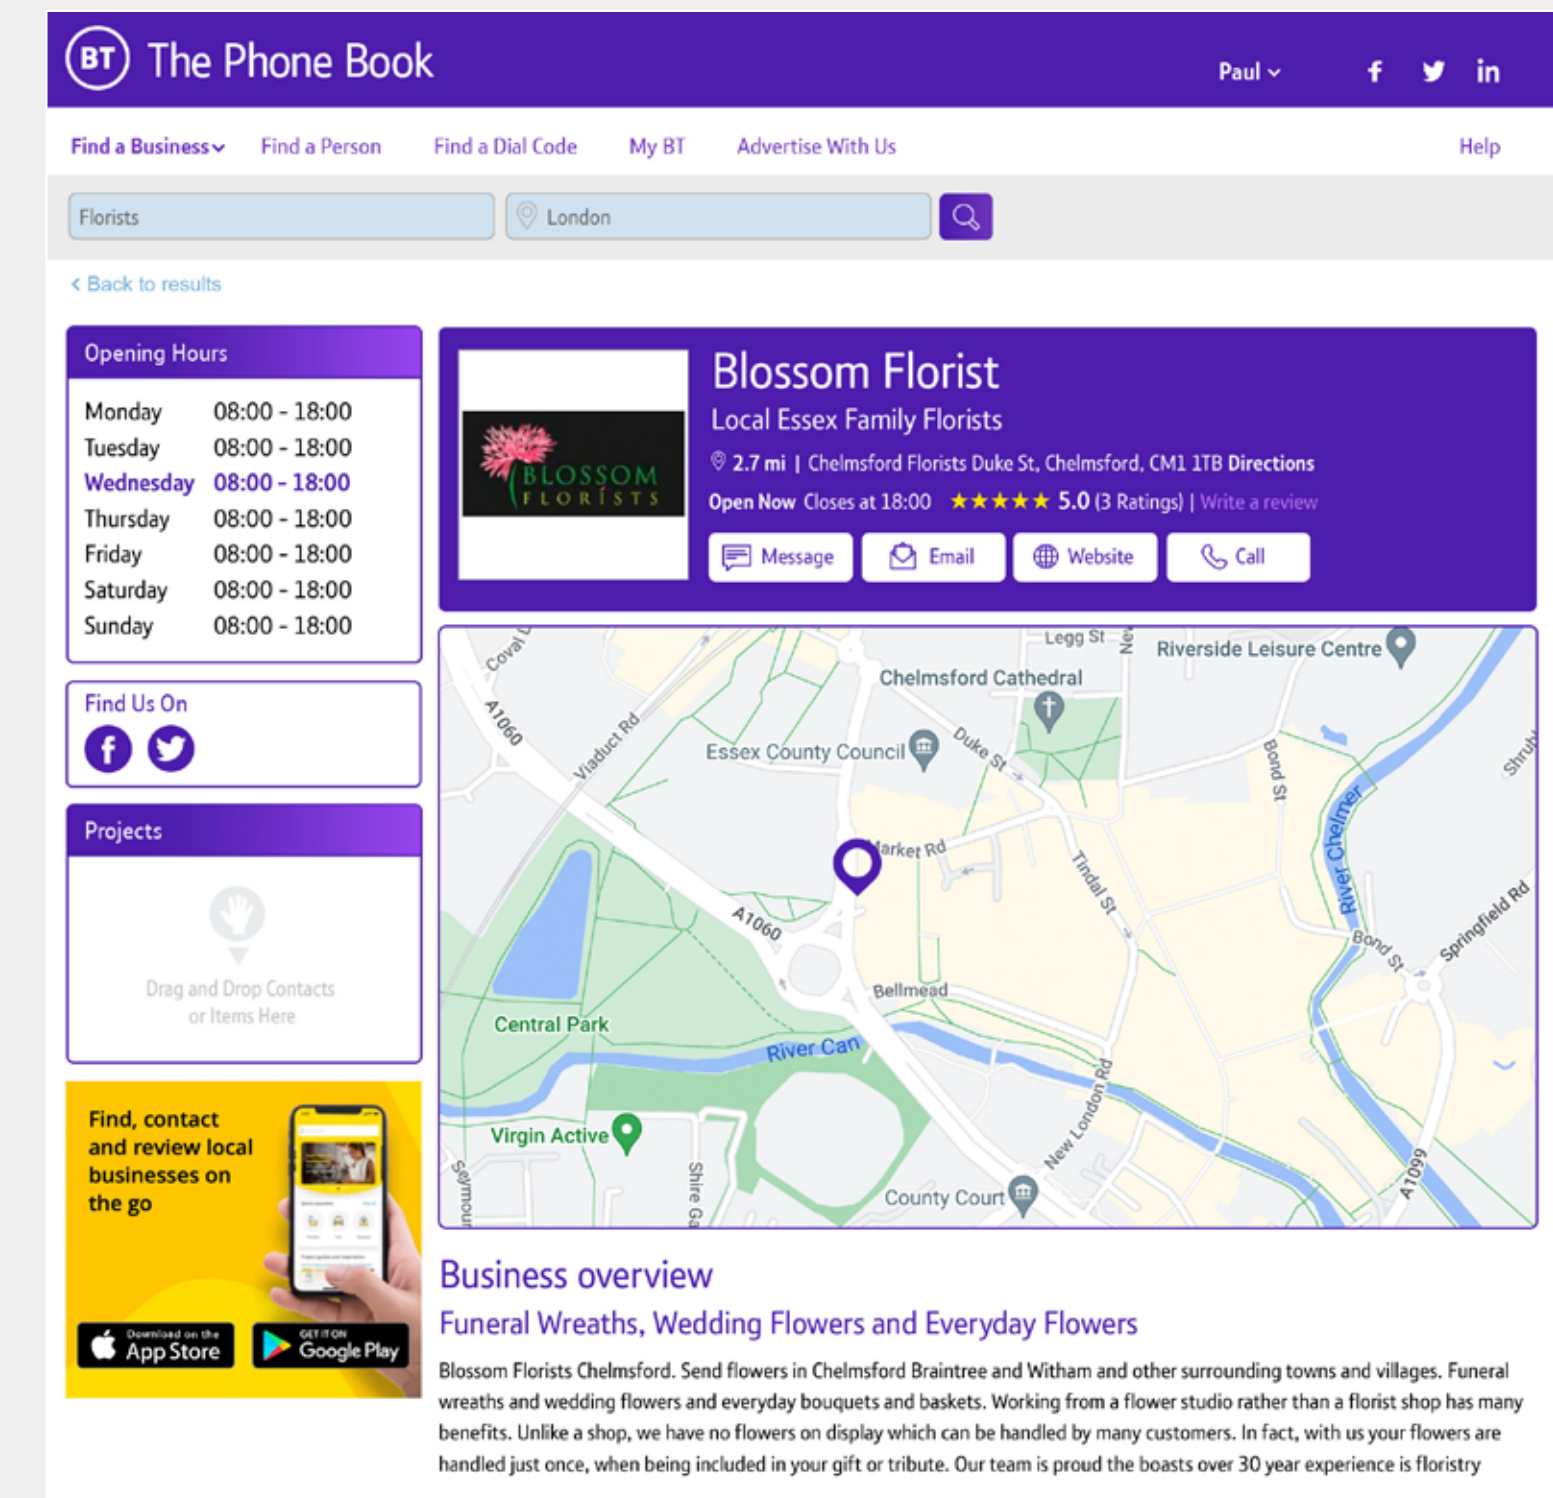 BT The Phone Book
Paul
Find a Business
Find a Person
Find a Dial Code
My BT
Advertise With Us
Help
Florists
London
< Back to results
Opening Hours
Monday 08:00 - 18:00
Tuesday 08:00 - 18:00
Wednesday 08:00 - 18:00
Thursday 08:00 - 18:00
Friday 08:00 - 18:00
Saturday 08:00 - 18:00
Sunday 08:00 - 18:00
Find Us On
Projects
Drag and Drop Contacts
or Items Here
Find, contact
and review local
businesses on
the go
Download on the
App Store
GET IT ON
Google Play
BLOSSOM
FLORISTS
Blossom Florist
Local Essex Family Florists
2.7 mi | Chelmsford Florists Duke St, Chelmsford, CM1 1TB Directions
Open Now Closes at 18:00 ★★★★★ 5.0 (3 Ratings) | Write a review
Message
Email
Website
Call
Coval L
Legg St
New
Riverside Leisure Centre
Chelmsford Cathedral
A1060
Viaduct Rd
Essex County Council
Duke St
Bond St
Shrub
Market Rd
Tindal St
River Chelmer
A1060
Springfield Rd
Bond St
Bellmead
Central Park
River Can
New London Rd
Virgin Active
Seymour
Shire Ga
County Court
A1099
Business overview
Funeral Wreaths, Wedding Flowers and Everyday Flowers
Blossom Florists Chelmsford. Send flowers in Chelmsford Braintree and Witham and other surrounding towns and villages. Funeral
wreaths and wedding flowers and everyday bouquets and baskets. Working from a flower studio rather than a florist shop has many
benefits. Unlike a shop, we have no flowers on display which can be handled by many customers. In fact, with us your flowers are
handled just once, when being included in your gift or tribute. Our team is proud the boasts over 30 year experience is floristry